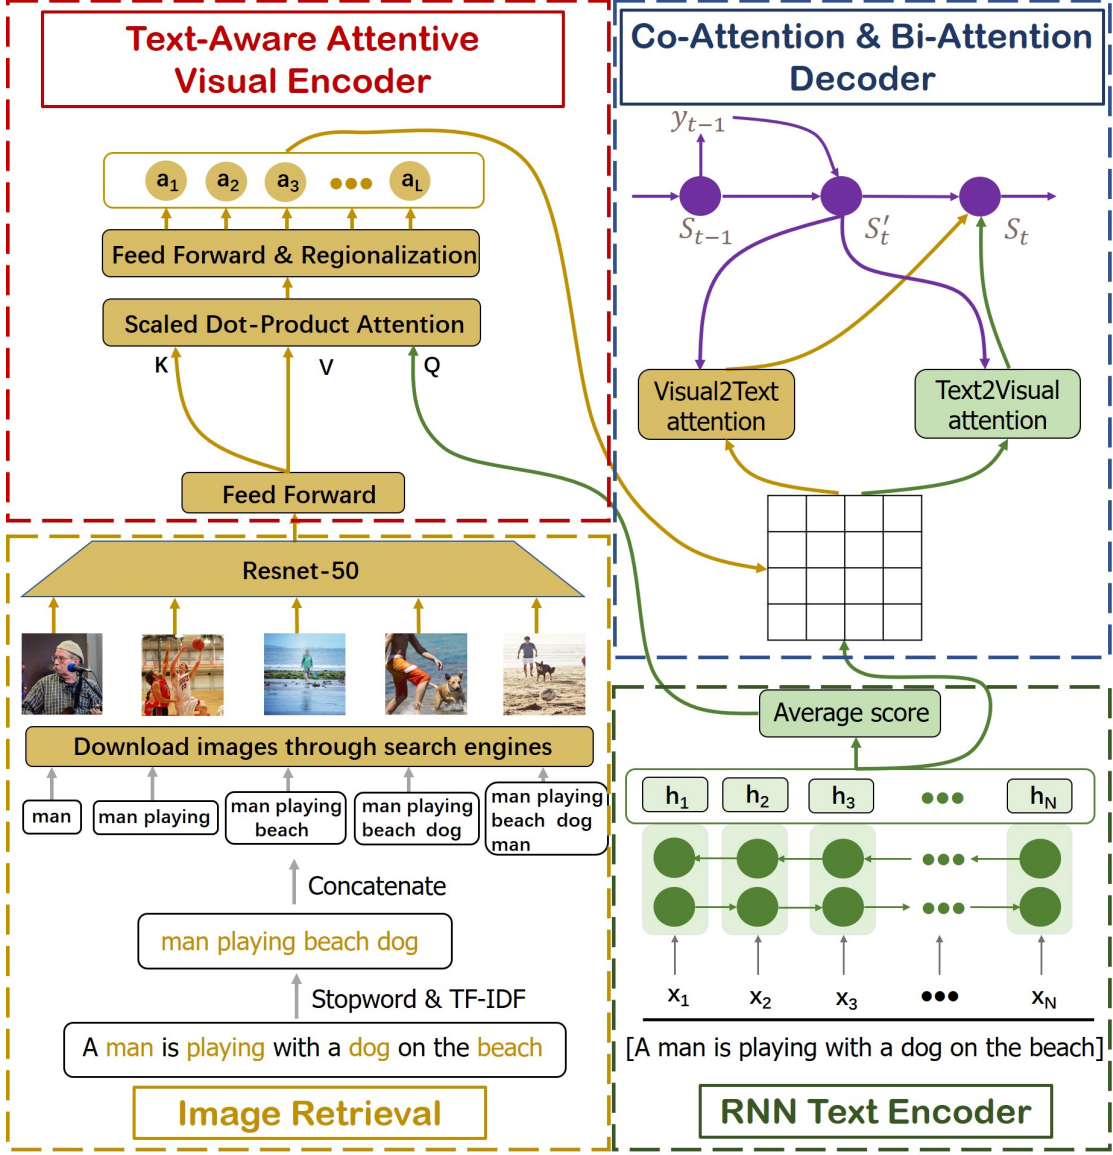 Text-Aware Attentive
Visual Encoder
a₁ a₂ a₃ ●●● a_L
Feed Forward & Regionalization
Scaled Dot-Product Attention
K V Q
Feed Forward
Co-Attention & Bi-Attention
Decoder
y_{t−1}
S_{t−1} S′_t S_t
Visual2Text
attention
Text2Visual
attention
Resnet-50
Download images through search engines
man
man playing
man playing
beach
man playing
beach dog
man playing
beach dog
man
Concatenate
man playing beach dog
Stopword & TF-IDF
A man is playing with a dog on the beach
Image Retrieval
Average score
h₁ h₂ h₃ ●●● h_N
●●●
●●●
x₁ x₂ x₃ ●●● x_N
[A man is playing with a dog on the beach]
RNN Text Encoder